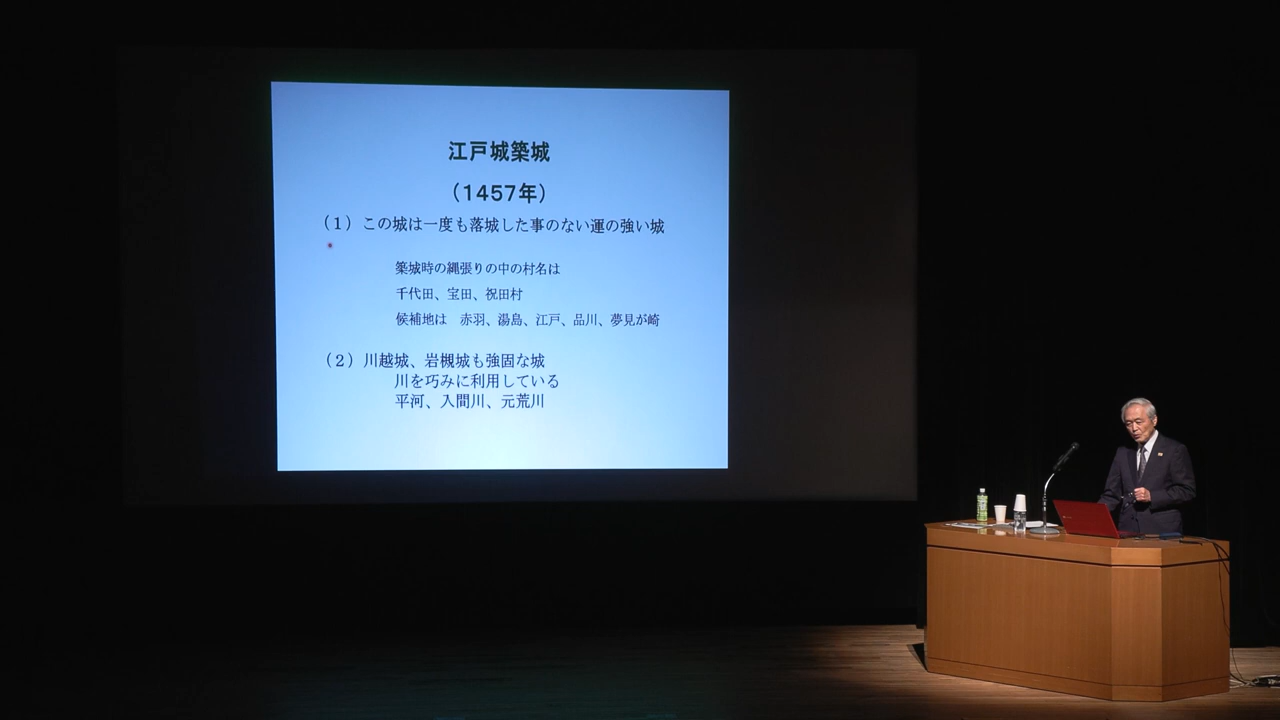 江戸城築城
（1457年）
（１）この城は一度も落城した事のない運の強い城
築城時の縄張りの中の村名は
千代田、宝田、祝田村
候補地は　赤羽、湯島、江戸、品川、夢見が崎
（２）川越城、岩槻城も強固な城
川を巧みに利用している
平河、入間川、元荒川